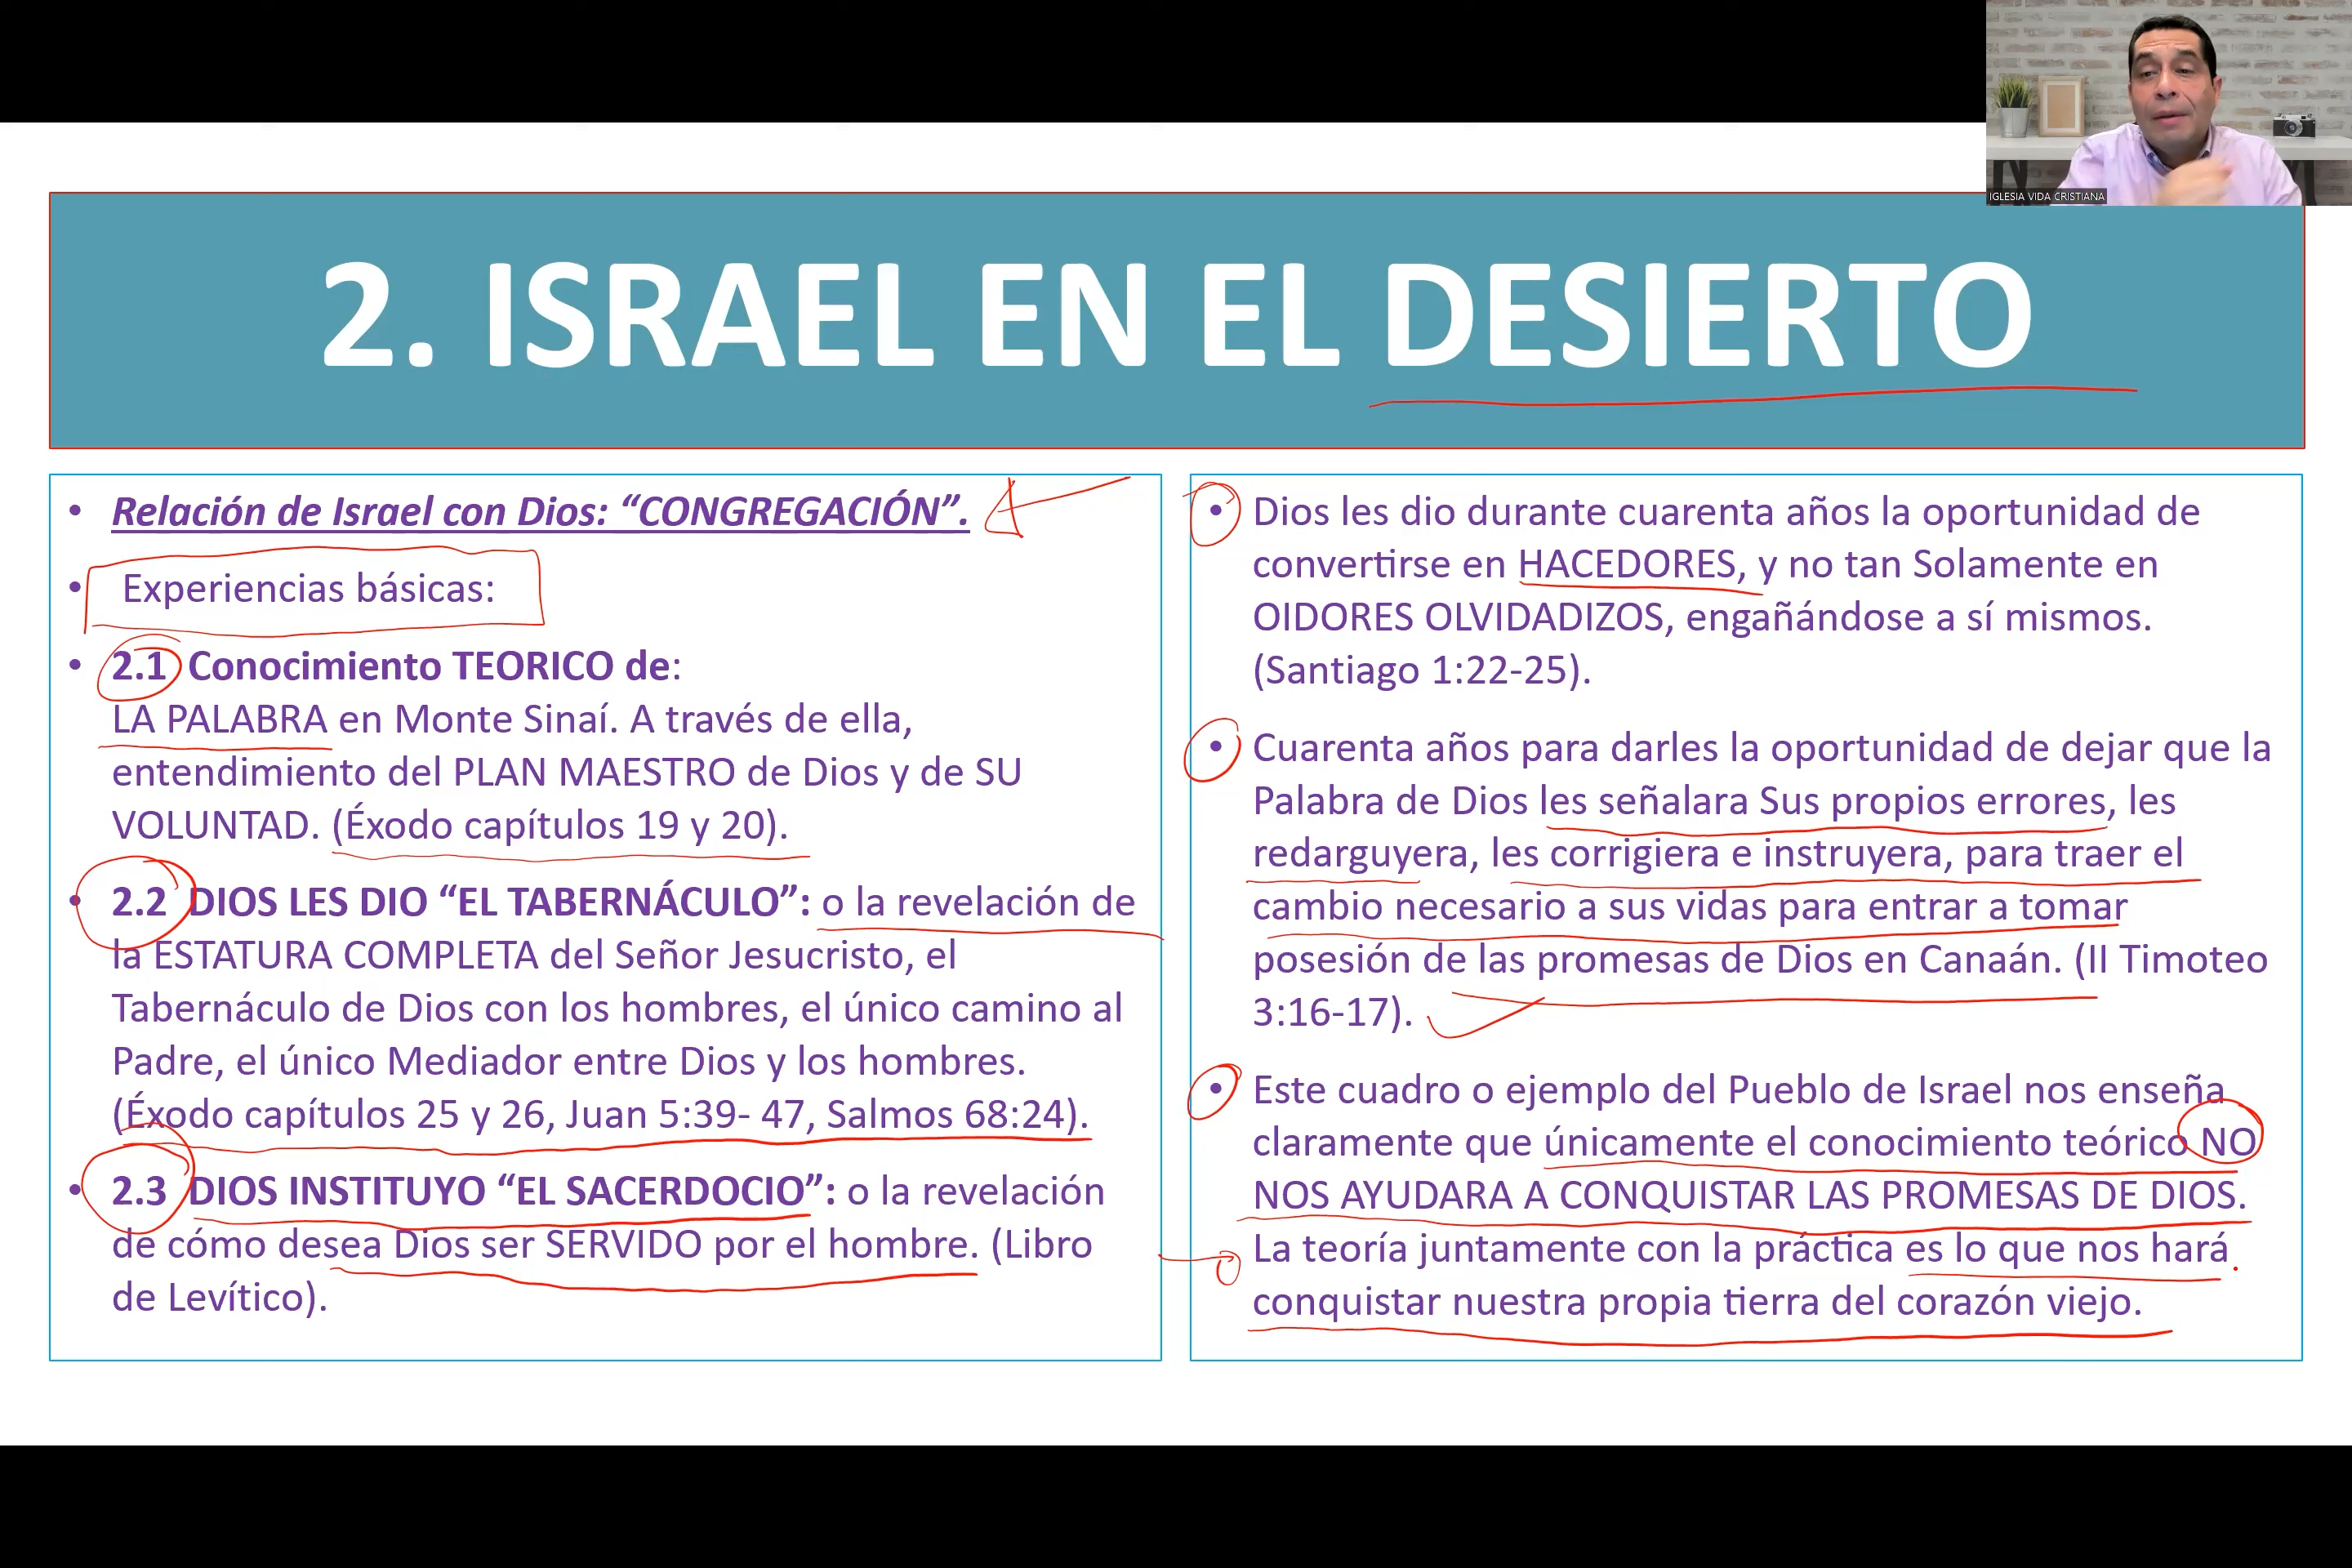 IGLESIA VIDA CRISTIANA
2. ISRAEL EN EL DESIERTO
• Relación de Israel con Dios: “CONGREGACIÓN”.
• Experiencias básicas:
• 2.1 Conocimiento TEORICO de:
LA PALABRA en Monte Sinaí. A través de ella,
entendimiento del PLAN MAESTRO de Dios y de SU
VOLUNTAD. (Éxodo capítulos 19 y 20).
• 2.2 DIOS LES DIO “EL TABERNÁCULO”: o la revelación de
la ESTATURA COMPLETA del Señor Jesucristo, el
Tabernáculo de Dios con los hombres, el único camino al
Padre, el único Mediador entre Dios y los hombres.
(Éxodo capítulos 25 y 26, Juan 5:39- 47, Salmos 68:24).
• 2.3 DIOS INSTITUYO “EL SACERDOCIO”: o la revelación
de cómo desea Dios ser SERVIDO por el hombre. (Libro
de Levítico).
• Dios les dio durante cuarenta años la oportunidad de
convertirse en HACEDORES, y no tan Solamente en
OIDORES OLVIDADIZOS, engañándose a sí mismos.
(Santiago 1:22-25).
• Cuarenta años para darles la oportunidad de dejar que la
Palabra de Dios les señalara Sus propios errores, les
redarguyera, les corrigiera e instruyera, para traer el
cambio necesario a sus vidas para entrar a tomar
posesión de las promesas de Dios en Canaán. (II Timoteo
3:16-17).
• Este cuadro o ejemplo del Pueblo de Israel nos enseña
claramente que únicamente el conocimiento teórico NO
NOS AYUDARA A CONQUISTAR LAS PROMESAS DE DIOS.
La teoría juntamente con la práctica es lo que nos hará
conquistar nuestra propia tierra del corazón viejo.